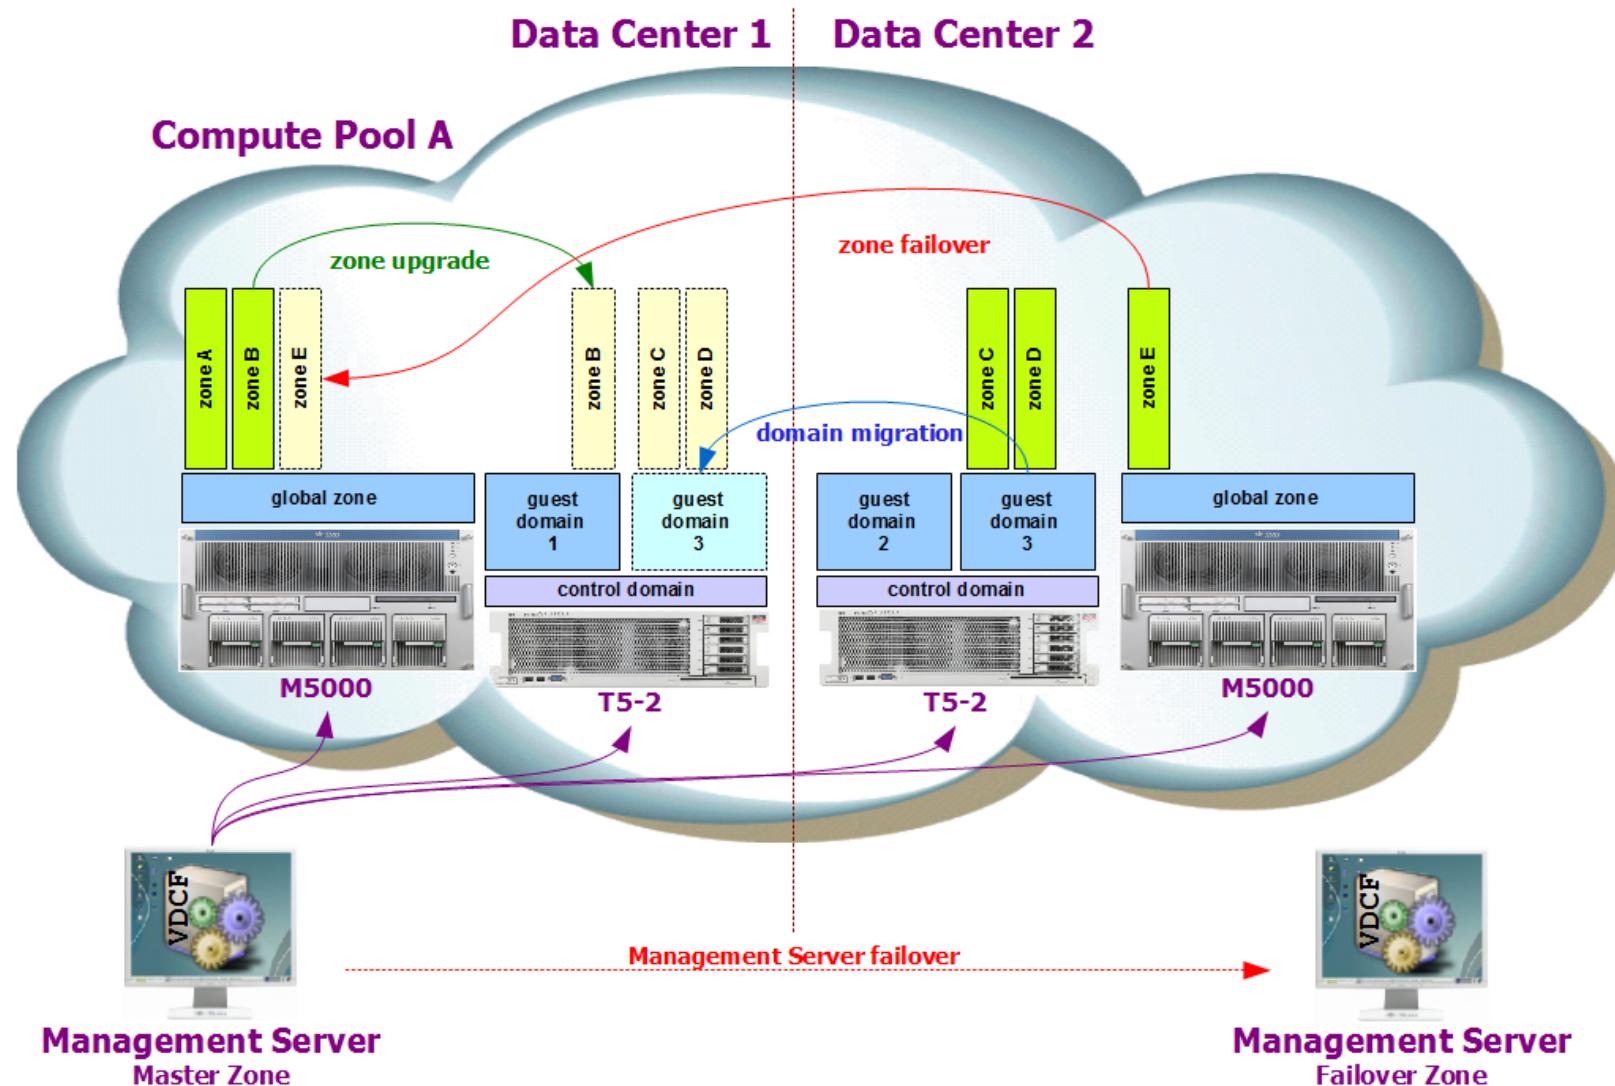 Data Center 1
Data Center 2
Compute Pool A
zone upgrade
zone failover
zone A
zone B
zone E
zone B
zone C
zone D
zone C
zone D
zone E
domain migration
global zone
guest
domain
1
guest
domain
3
guest
domain
2
guest
domain
3
global zone
control domain
control domain
M5000
T5-2
T5-2
M5000
VDCF
VDCF
Management Server failover
Management Server
Master Zone
Management Server
Failover Zone